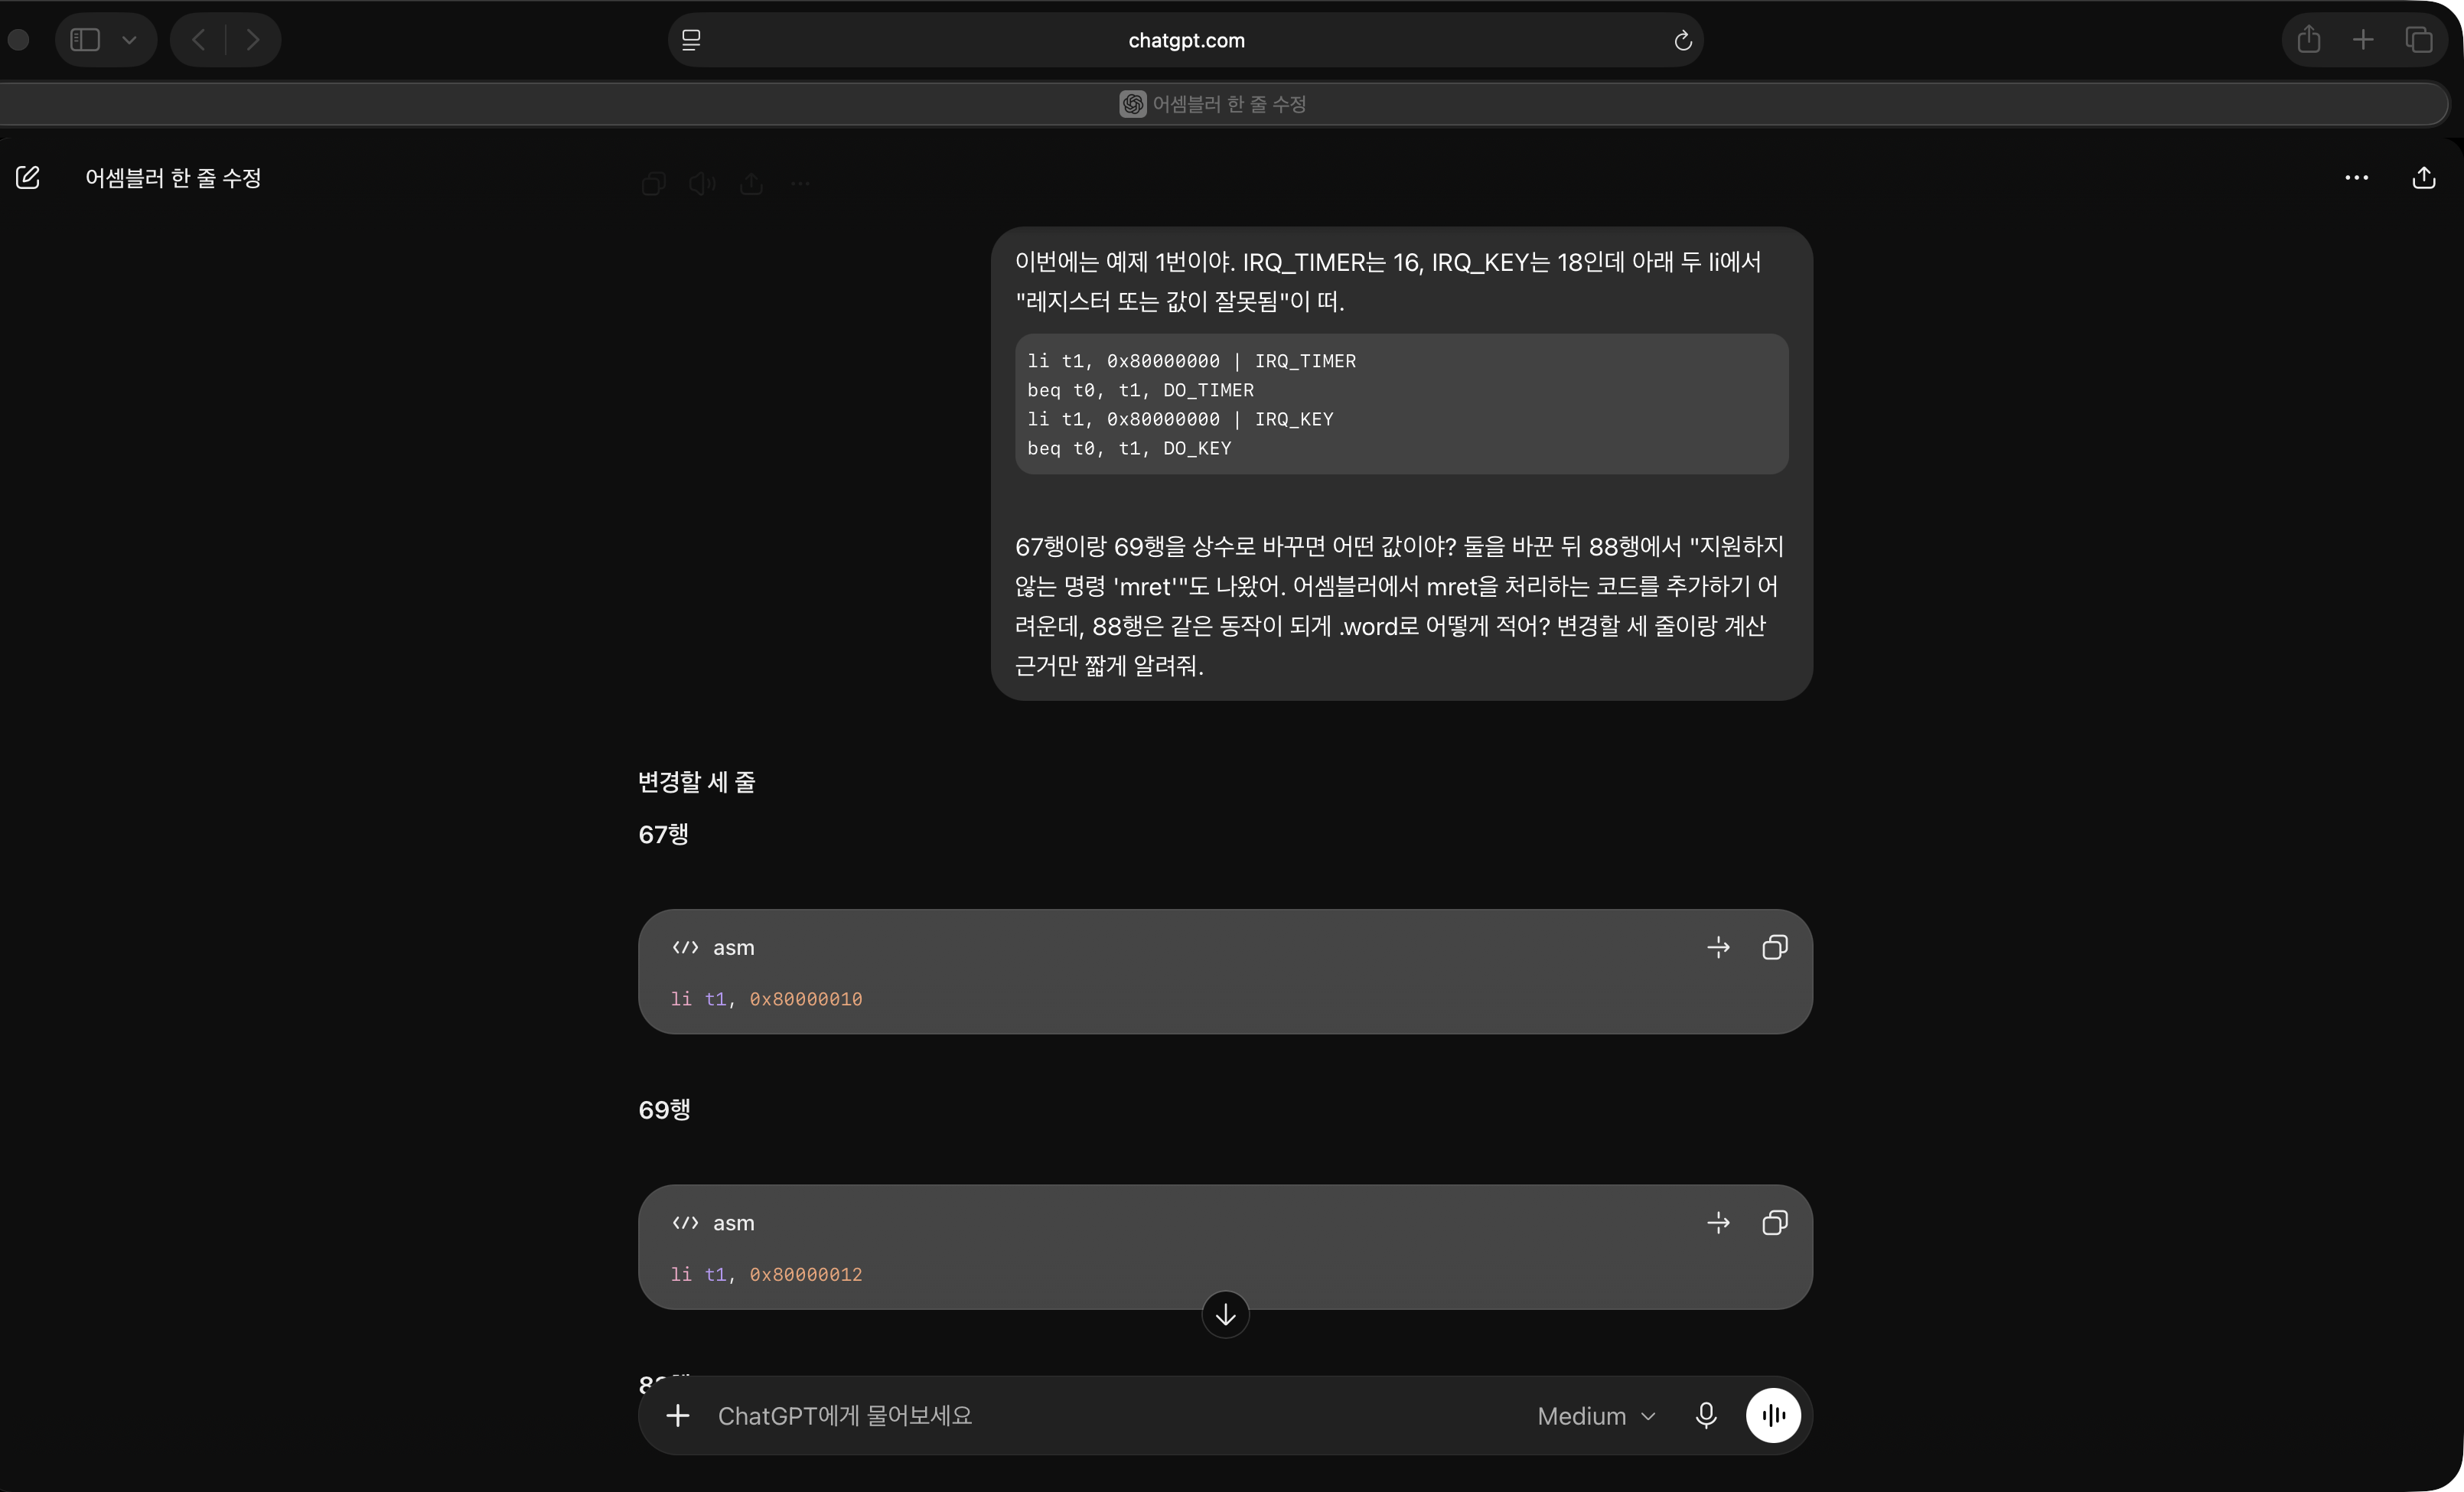 chatgpt.com
어셈블러 한 줄 수정
어셈블러 한 줄 수정
이번에는 예제 1번이야. IRQ_TIMER는 16, IRQ_KEY는 18인데 아래 두 li에서
"레지스터 또는 값이 잘못됨"이 떠.
li t1, 0x80000000 | IRQ_TIMER
beq t0, t1, DO_TIMER
li t1, 0x80000000 | IRQ_KEY
beq t0, t1, DO_KEY
67행이랑 69행을 상수로 바꾸면 어떤 값이야? 둘을 바꾼 뒤 88행에서 "지원하지
않는 명령 'mret'"도 나왔어. 어셈블러에서 mret을 처리하는 코드를 추가하기 어
려운데, 88행은 같은 동작이 되게 .word로 어떻게 적어? 변경할 세 줄이랑 계산
근거만 짧게 알려줘.
변경할 세 줄
67행
asm
li t1, 0x80000010
69행
asm
li t1, 0x80000012
ChatGPT에게 물어보세요
Medium